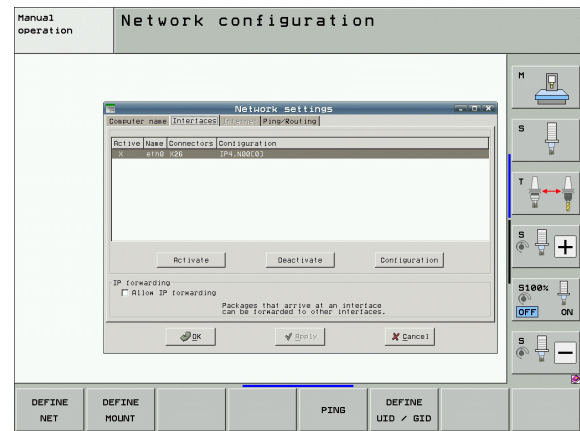 Manual
operation
Network configuration
Network settings
Computer name Interfaces Internet Ping/Routing
Active Name Connectors Configuration
X eth0 X26 IP4.N00[0]
Activate Deactivate Configuration
IP forwarding
Allow IP forwarding
Packages that arrive at an interface
can be forwarded to other interfaces.
OK Apply Cancel
M
S
T
S
S100%
OFF ON
S
DEFINE
NET
DEFINE
MOUNT
PING
DEFINE
UID / GID